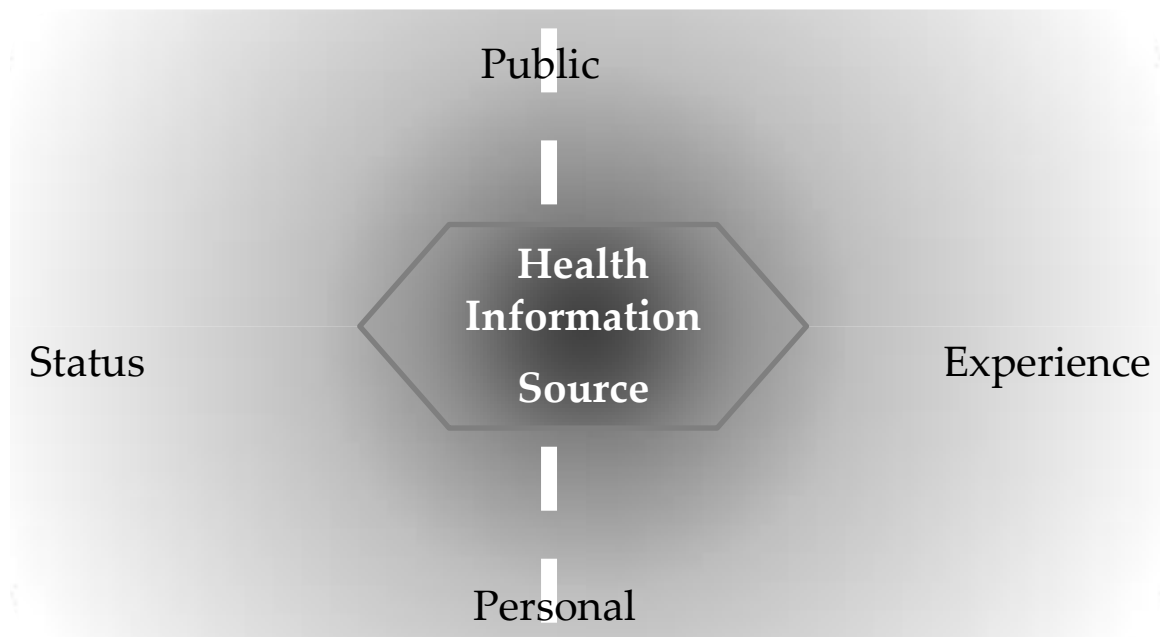 Public
Health
Information
Source
Status
Experience
Personal